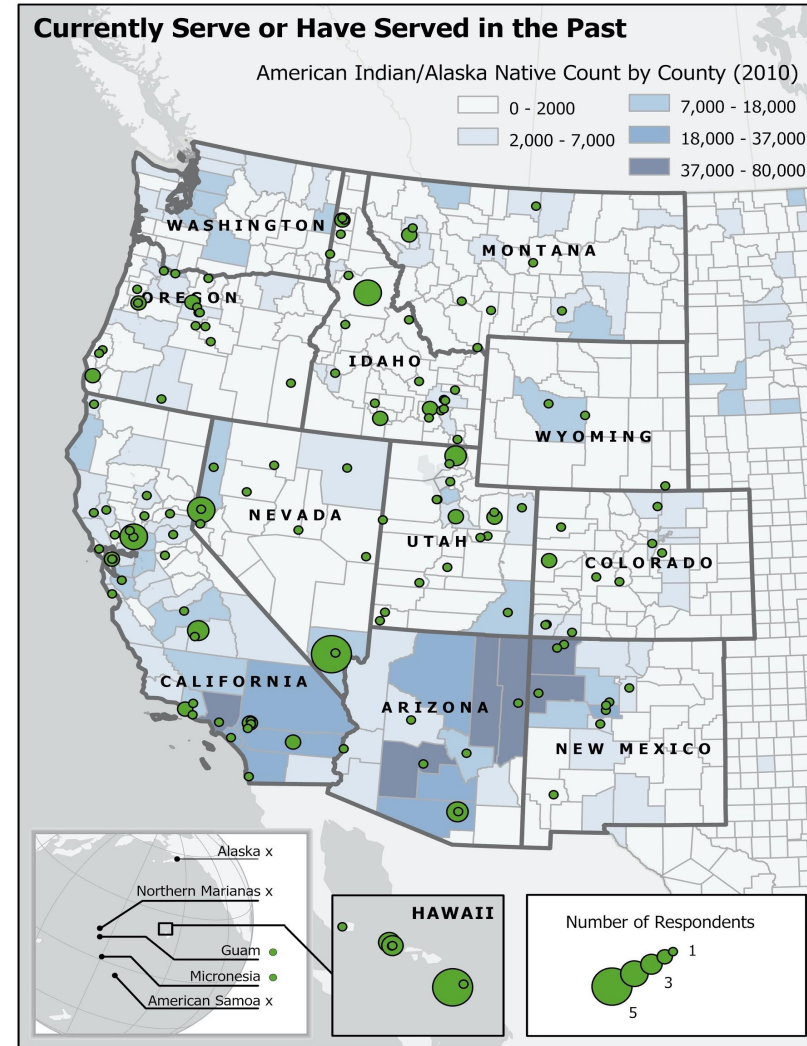 Currently Serve or Have Served in the Past
American Indian/Alaska Native Count by County (2010)
0 - 2000
2,000 - 7,000
7,000 - 18,000
18,000 - 37,000
37,000 - 80,000
WASHINGTON
MONTANA
OREGON
IDAHO
WYOMING
NEVADA
UTAH
COLORADO
CALIFORNIA
ARIZONA
NEW MEXICO
Alaska x
Northern Marianas x
Guam
Micronesia
American Samoa x
HAWAII
Number of Respondents
1
3
5